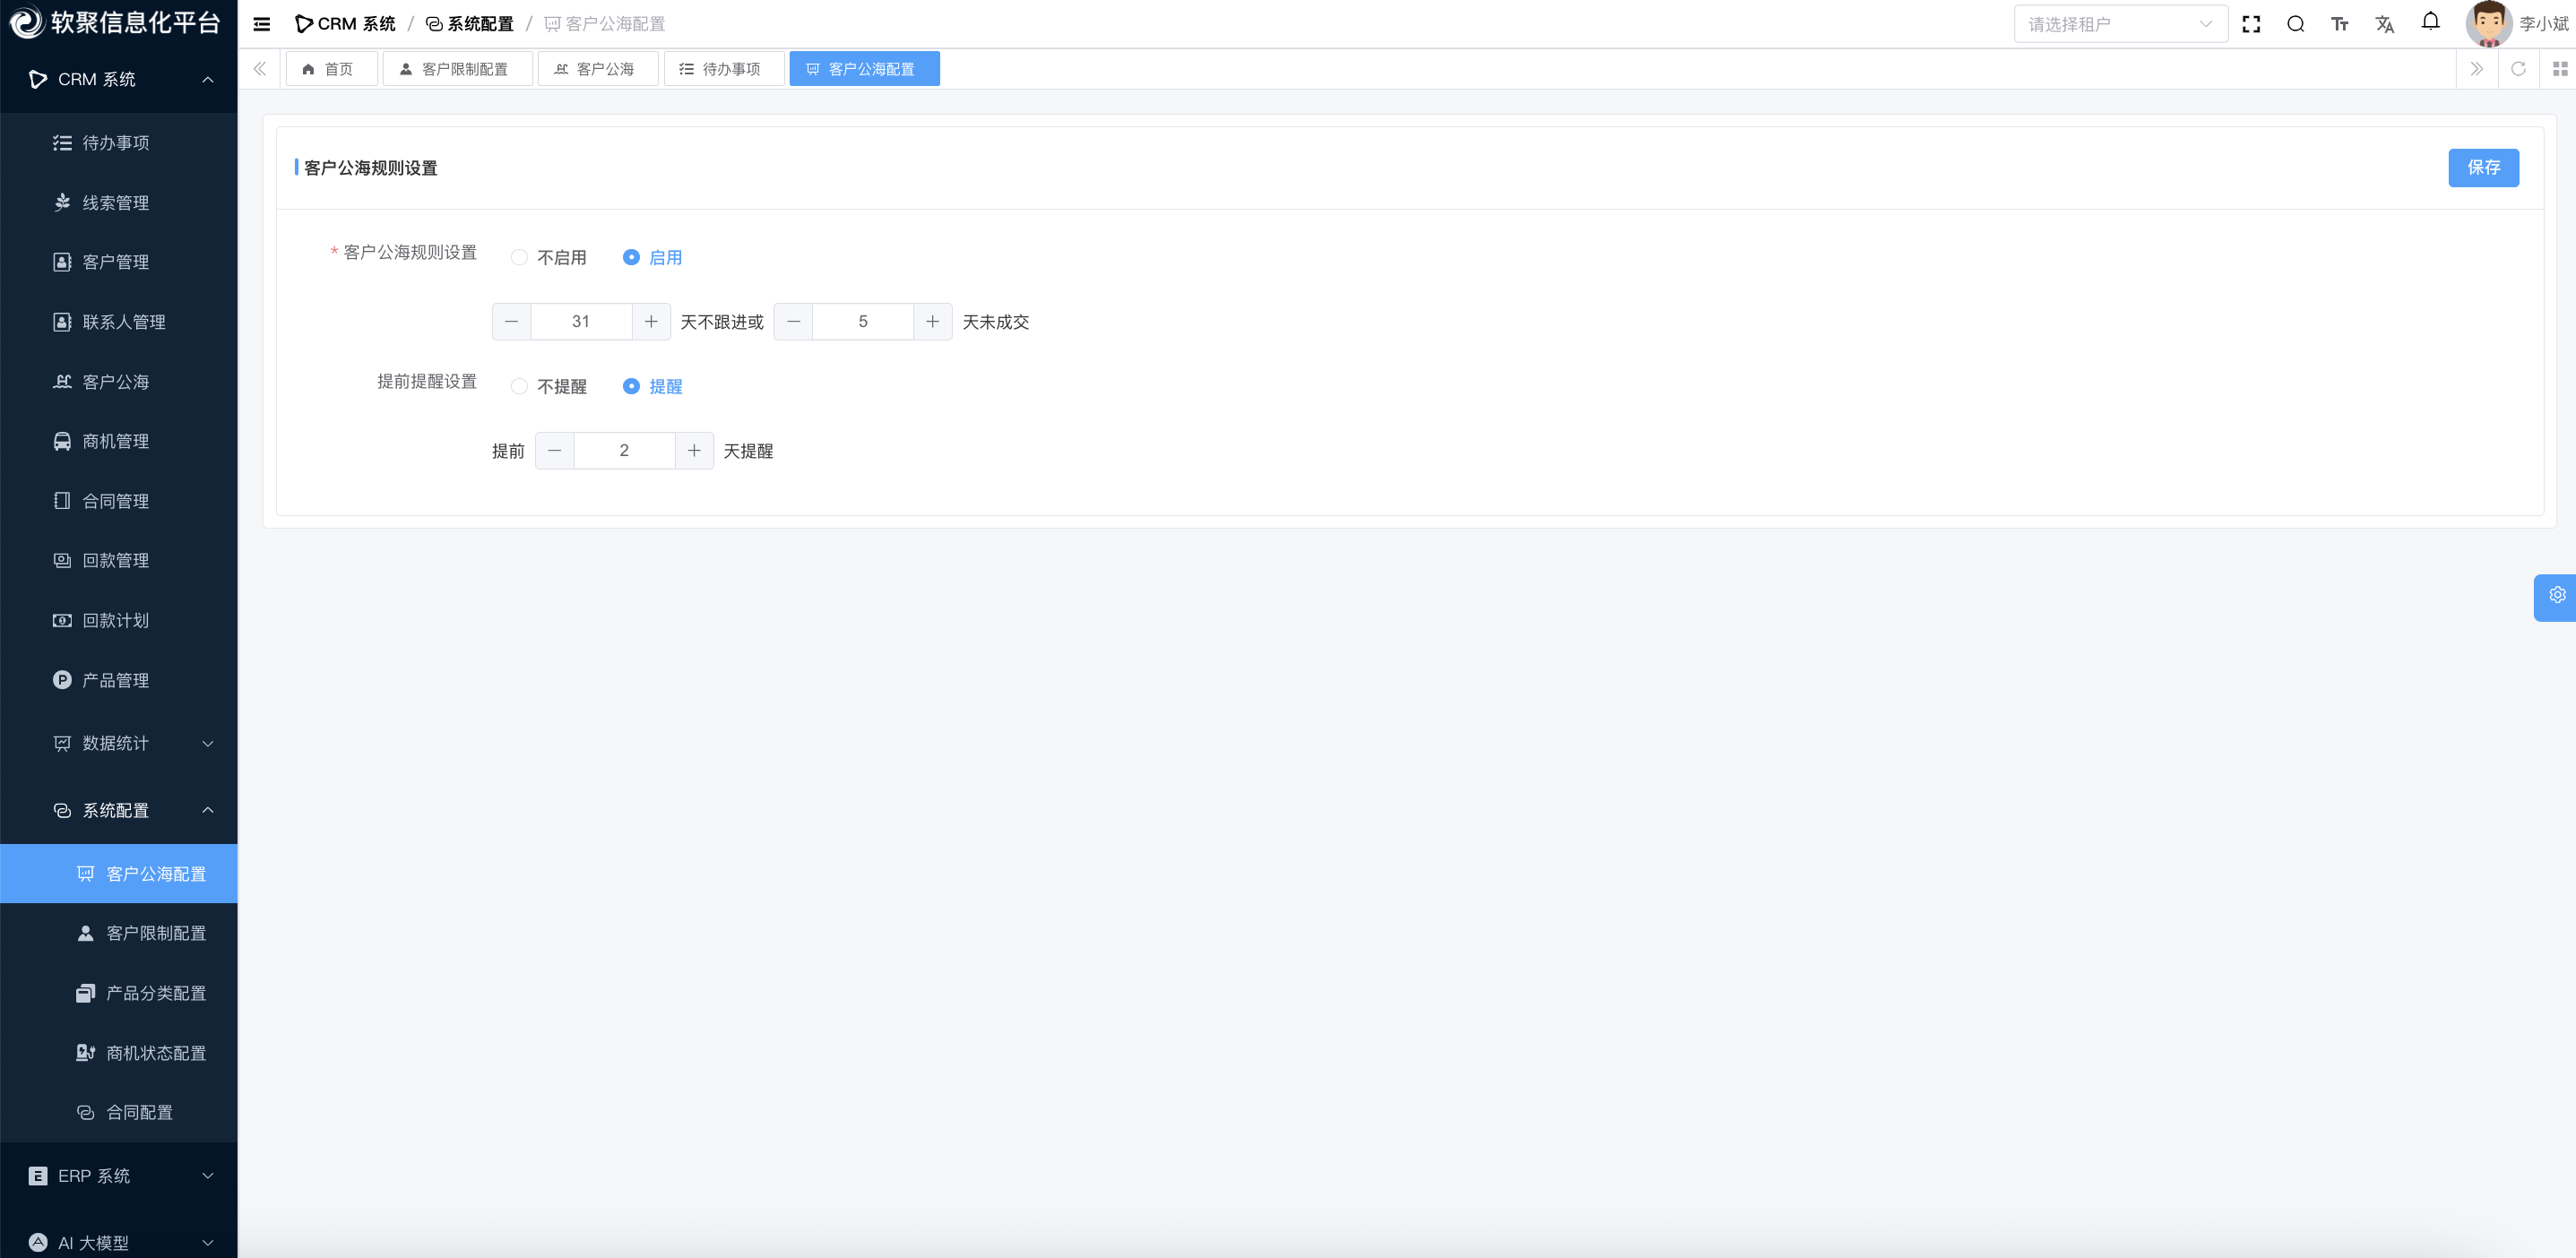 软聚信息化平台
CRM 系统
待办事项
线索管理
客户管理
联系人管理
客户公海
商机管理
合同管理
回款管理
回款计划
产品管理
数据统计
系统配置
客户公海配置
客户限制配置
产品分类配置
商机状态配置
合同配置
ERP 系统
AI 大模型
CRM 系统 / 系统配置 / 客户公海配置
请选择租户
李小斌
首页 客户限制配置 客户公海 待办事项 客户公海配置
客户公海规则设置
保存
* 客户公海规则设置 不启用 启用
31 天不跟进或 5 天未成交
提前提醒设置 不提醒 提醒
提前 2 天提醒